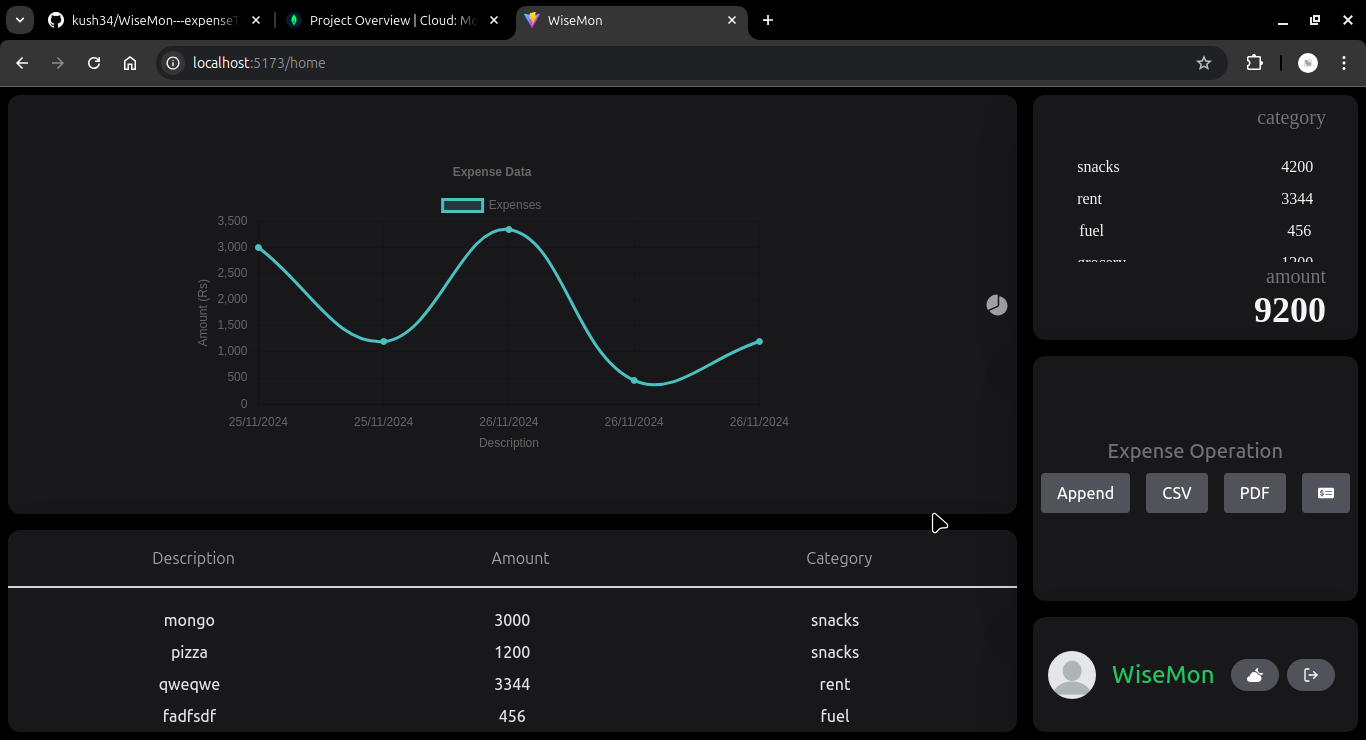 kush34/WiseMon---expenseT
Project Overview | Cloud: Mo
WiseMon
localhost:5173/home
Expense Data
Expenses
3,500
3,000
2,500
2,000
1,500
1,000
500
0
Amount (Rs)
25/11/2024 25/11/2024 26/11/2024 26/11/2024 26/11/2024
Description
category
snacks 4200
rent 3344
fuel 456
grocery 1200
amount
9200
Expense Operation
Append CSV PDF
Description Amount Category
mongo 3000 snacks
pizza 1200 snacks
qweqwe 3344 rent
fadfsdf 456 fuel
WiseMon